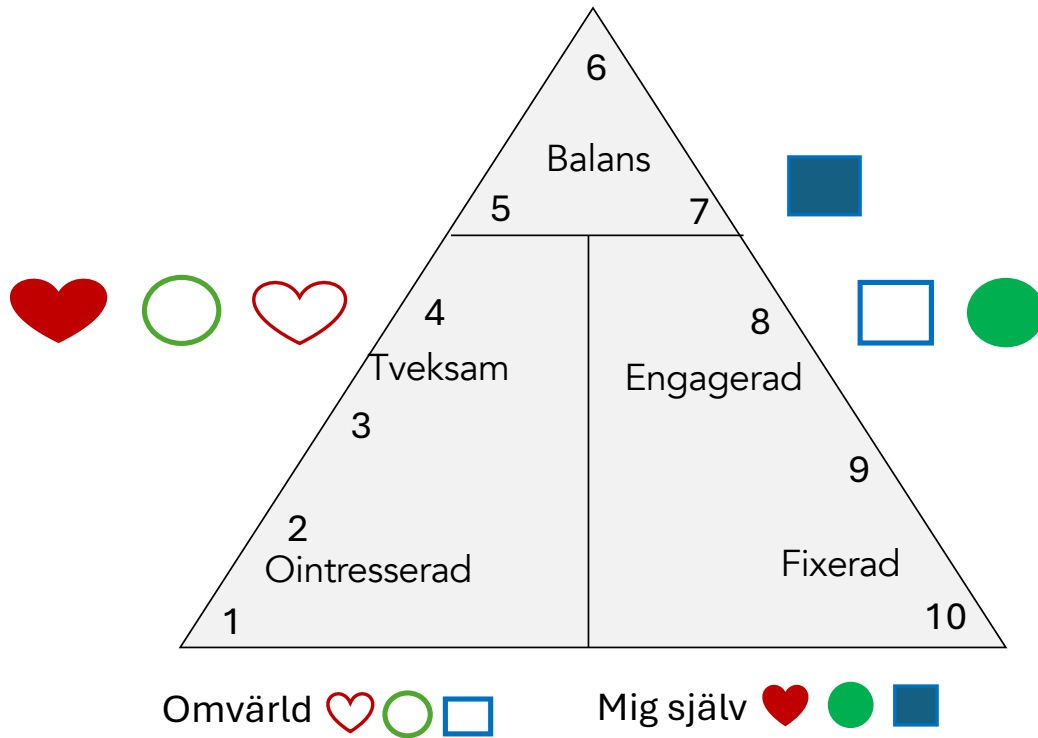 6
Balans
5 7
4 8
Tveksam Engagerad
3
9
2
Ointresserad Fixerad
1 10
Omvärld Mig själv